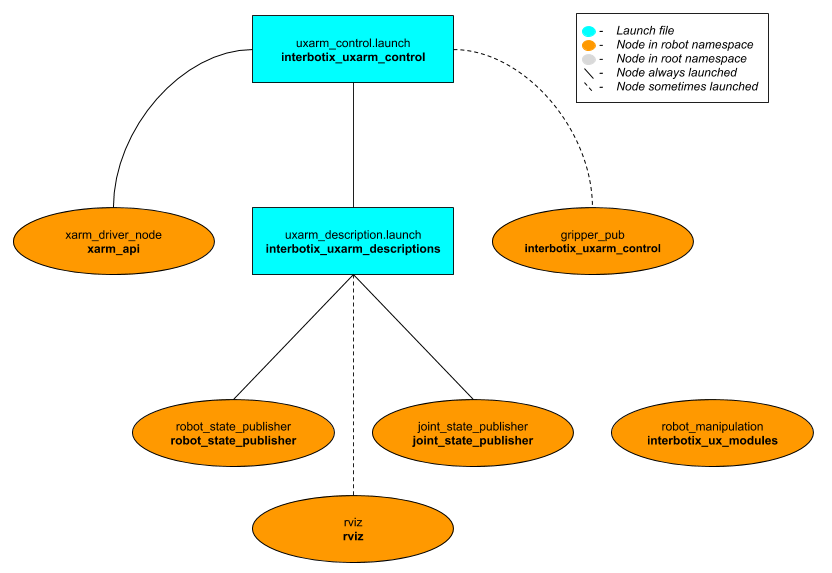 uxarm_control.launch
interbotix_uxarm_control
- Launch file
- Node in robot namespace
- Node in root namespace
- Node always launched
- Node sometimes launched
xarm_driver_node
xarm_api
uxarm_description.launch
interbotix_uxarm_descriptions
gripper_pub
interbotix_uxarm_control
robot_state_publisher
robot_state_publisher
joint_state_publisher
joint_state_publisher
robot_manipulation
interbotix_ux_modules
rviz
rviz